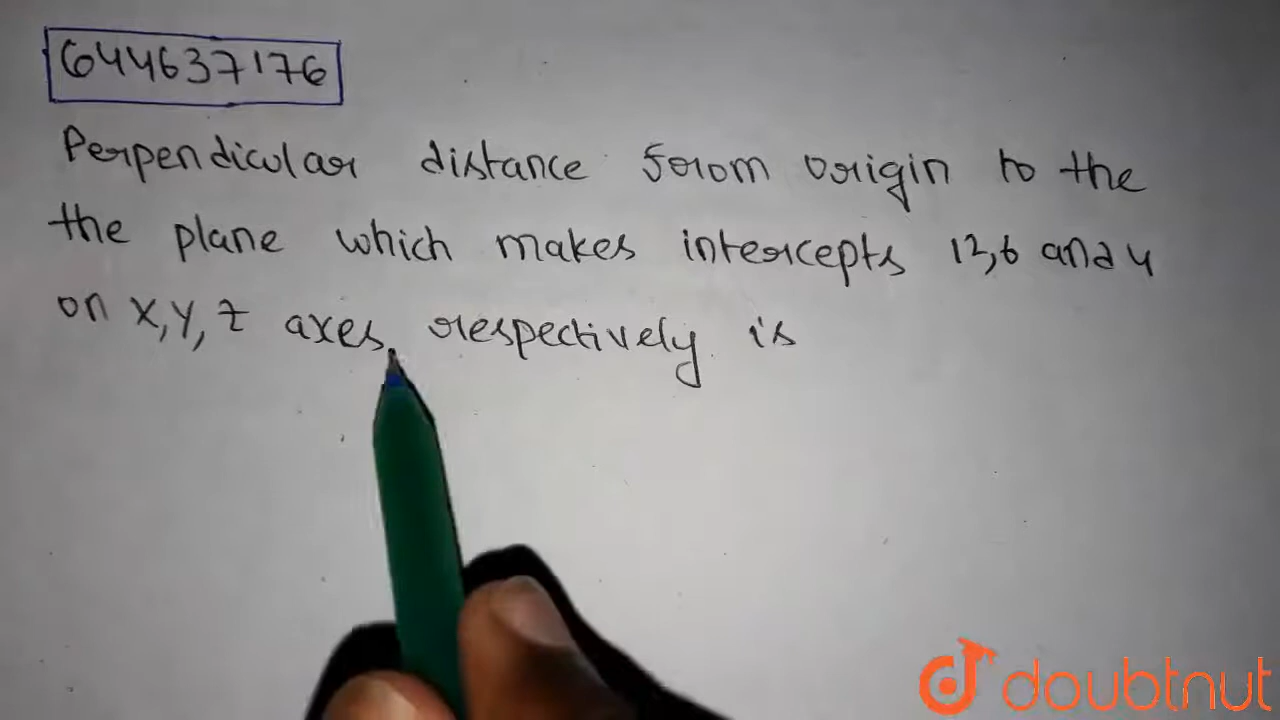 644637176
Perpendicular distance from origin to the
the plane which makes intercepts 12,6 and 4
on X,Y,Z axes respectively is
doubtnut